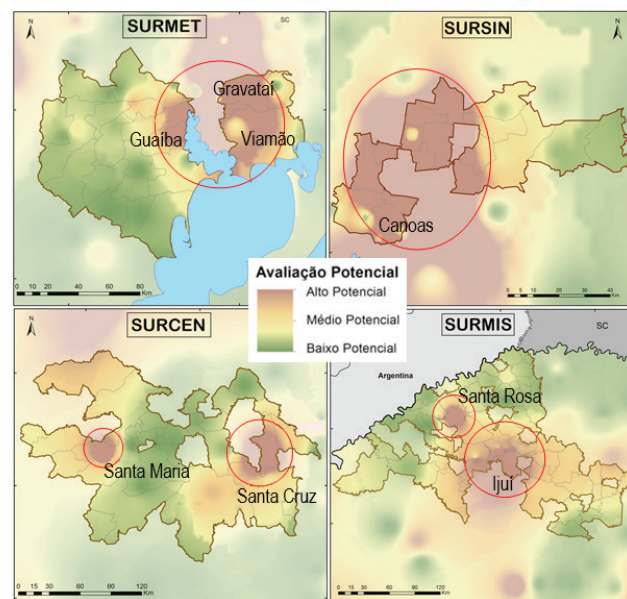 SURMET
N
SC
Gravataí
Guaíba
Viamão
0 10 20 40 60 80
Km
SURSIN
N
Canoas
0 5 10 20 30 40
Km
Avaliação Potencial
Alto Potencial
Médio Potencial
Baixo Potencial
SURCEN
N
Santa Maria
Santa Cruz
0 15 30 60 90 120
Km
SURMIS
SC
Argentina
Santa Rosa
Ijuí
0 15 30 60 90 120
Km